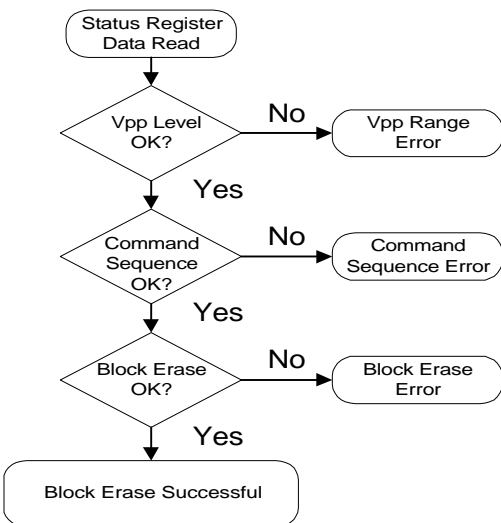 Status Register
Data Read
Vpp Level
OK?
No
Vpp Range
Error
Yes
Command
Sequence
OK?
No
Command
Sequence Error
Yes
Block Erase
OK?
No
Block Erase
Error
Yes
Block Erase Successful